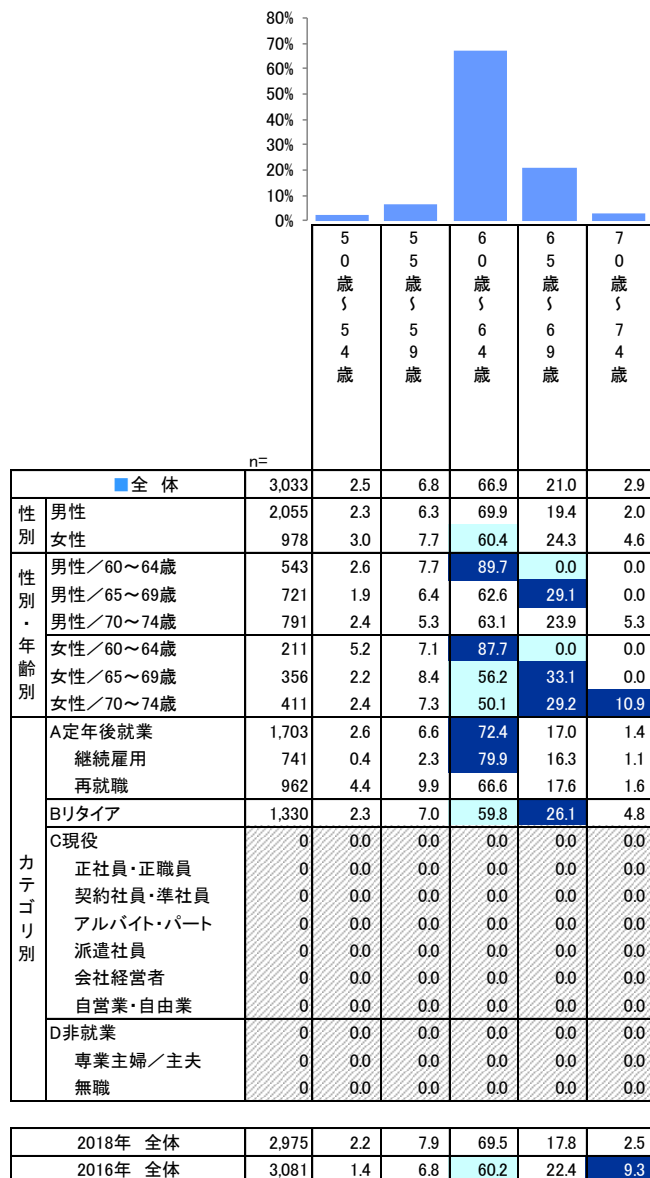 80%
70%
60%
50%
40%
30%
20%
10%
0%
50歳〜54歳 55歳〜59歳 60歳〜64歳 65歳〜69歳 70歳〜74歳
n=
■全 体 3,033 2.5 6.8 66.9 21.0 2.9
性別
男性 2,055 2.3 6.3 69.9 19.4 2.0
女性 978 3.0 7.7 60.4 24.3 4.6
性別・年齢別
男性／60～64歳 543 2.6 7.7 89.7 0.0 0.0
男性／65～69歳 721 1.9 6.4 62.6 29.1 0.0
男性／70～74歳 791 2.4 5.3 63.1 23.9 5.3
女性／60～64歳 211 5.2 7.1 87.7 0.0 0.0
女性／65～69歳 356 2.2 8.4 56.2 33.1 0.0
女性／70～74歳 411 2.4 7.3 50.1 29.2 10.9
カテゴリ別
A定年後就業 1,703 2.6 6.6 72.4 17.0 1.4
継続雇用 741 0.4 2.3 79.9 16.3 1.1
再就職 962 4.4 9.9 66.6 17.6 1.6
Bリタイア 1,330 2.3 7.0 59.8 26.1 4.8
C現役 0 0.0 0.0 0.0 0.0 0.0
正社員・正職員 0 0.0 0.0 0.0 0.0 0.0
契約社員・準社員 0 0.0 0.0 0.0 0.0 0.0
アルバイト・パート 0 0.0 0.0 0.0 0.0 0.0
派遣社員 0 0.0 0.0 0.0 0.0 0.0
会社経営者 0 0.0 0.0 0.0 0.0 0.0
自営業・自由業 0 0.0 0.0 0.0 0.0 0.0
D非就業 0 0.0 0.0 0.0 0.0 0.0
専業主婦／主夫 0 0.0 0.0 0.0 0.0 0.0
無職 0 0.0 0.0 0.0 0.0 0.0
2018年 全体 2,975 2.2 7.9 69.5 17.8 2.5
2016年 全体 3,081 1.4 6.8 60.2 22.4 9.3